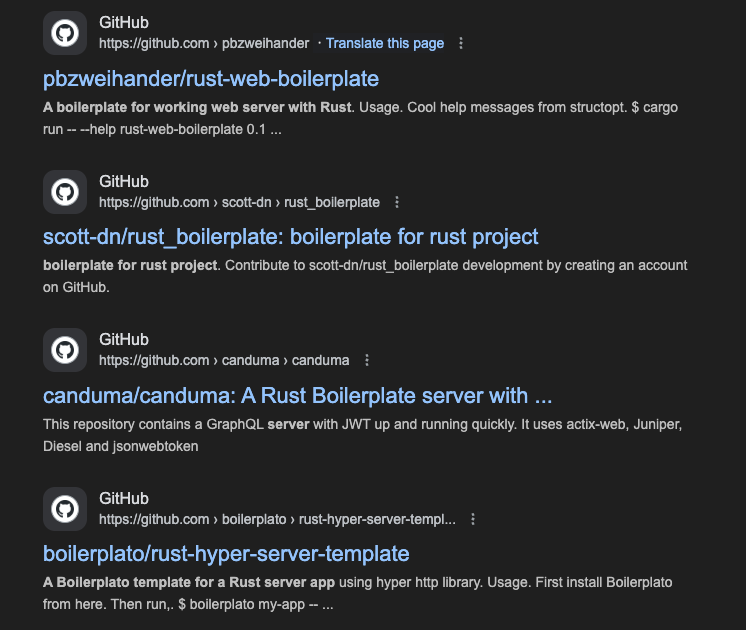 GitHub
https://github.com › pbzweihander · Translate this page
pbzweihander/rust-web-boilerplate
A boilerplate for working web server with Rust. Usage. Cool help messages from structopt. $ cargo
run -- --help rust-web-boilerplate 0.1 ...
GitHub
https://github.com › scott-dn › rust_boilerplate
scott-dn/rust_boilerplate: boilerplate for rust project
boilerplate for rust project. Contribute to scott-dn/rust_boilerplate development by creating an account
on GitHub.
GitHub
https://github.com › canduma › canduma
canduma/canduma: A Rust Boilerplate server with ...
This repository contains a GraphQL server with JWT up and running quickly. It uses actix-web, Juniper,
Diesel and jsonwebtoken
GitHub
https://github.com › boilerplato › rust-hyper-server-templ...
boilerplato/rust-hyper-server-template
A Boilerplato template for a Rust server app using hyper http library. Usage. First install Boilerplato
from here. Then run,. $ boilerplato my-app -- ...